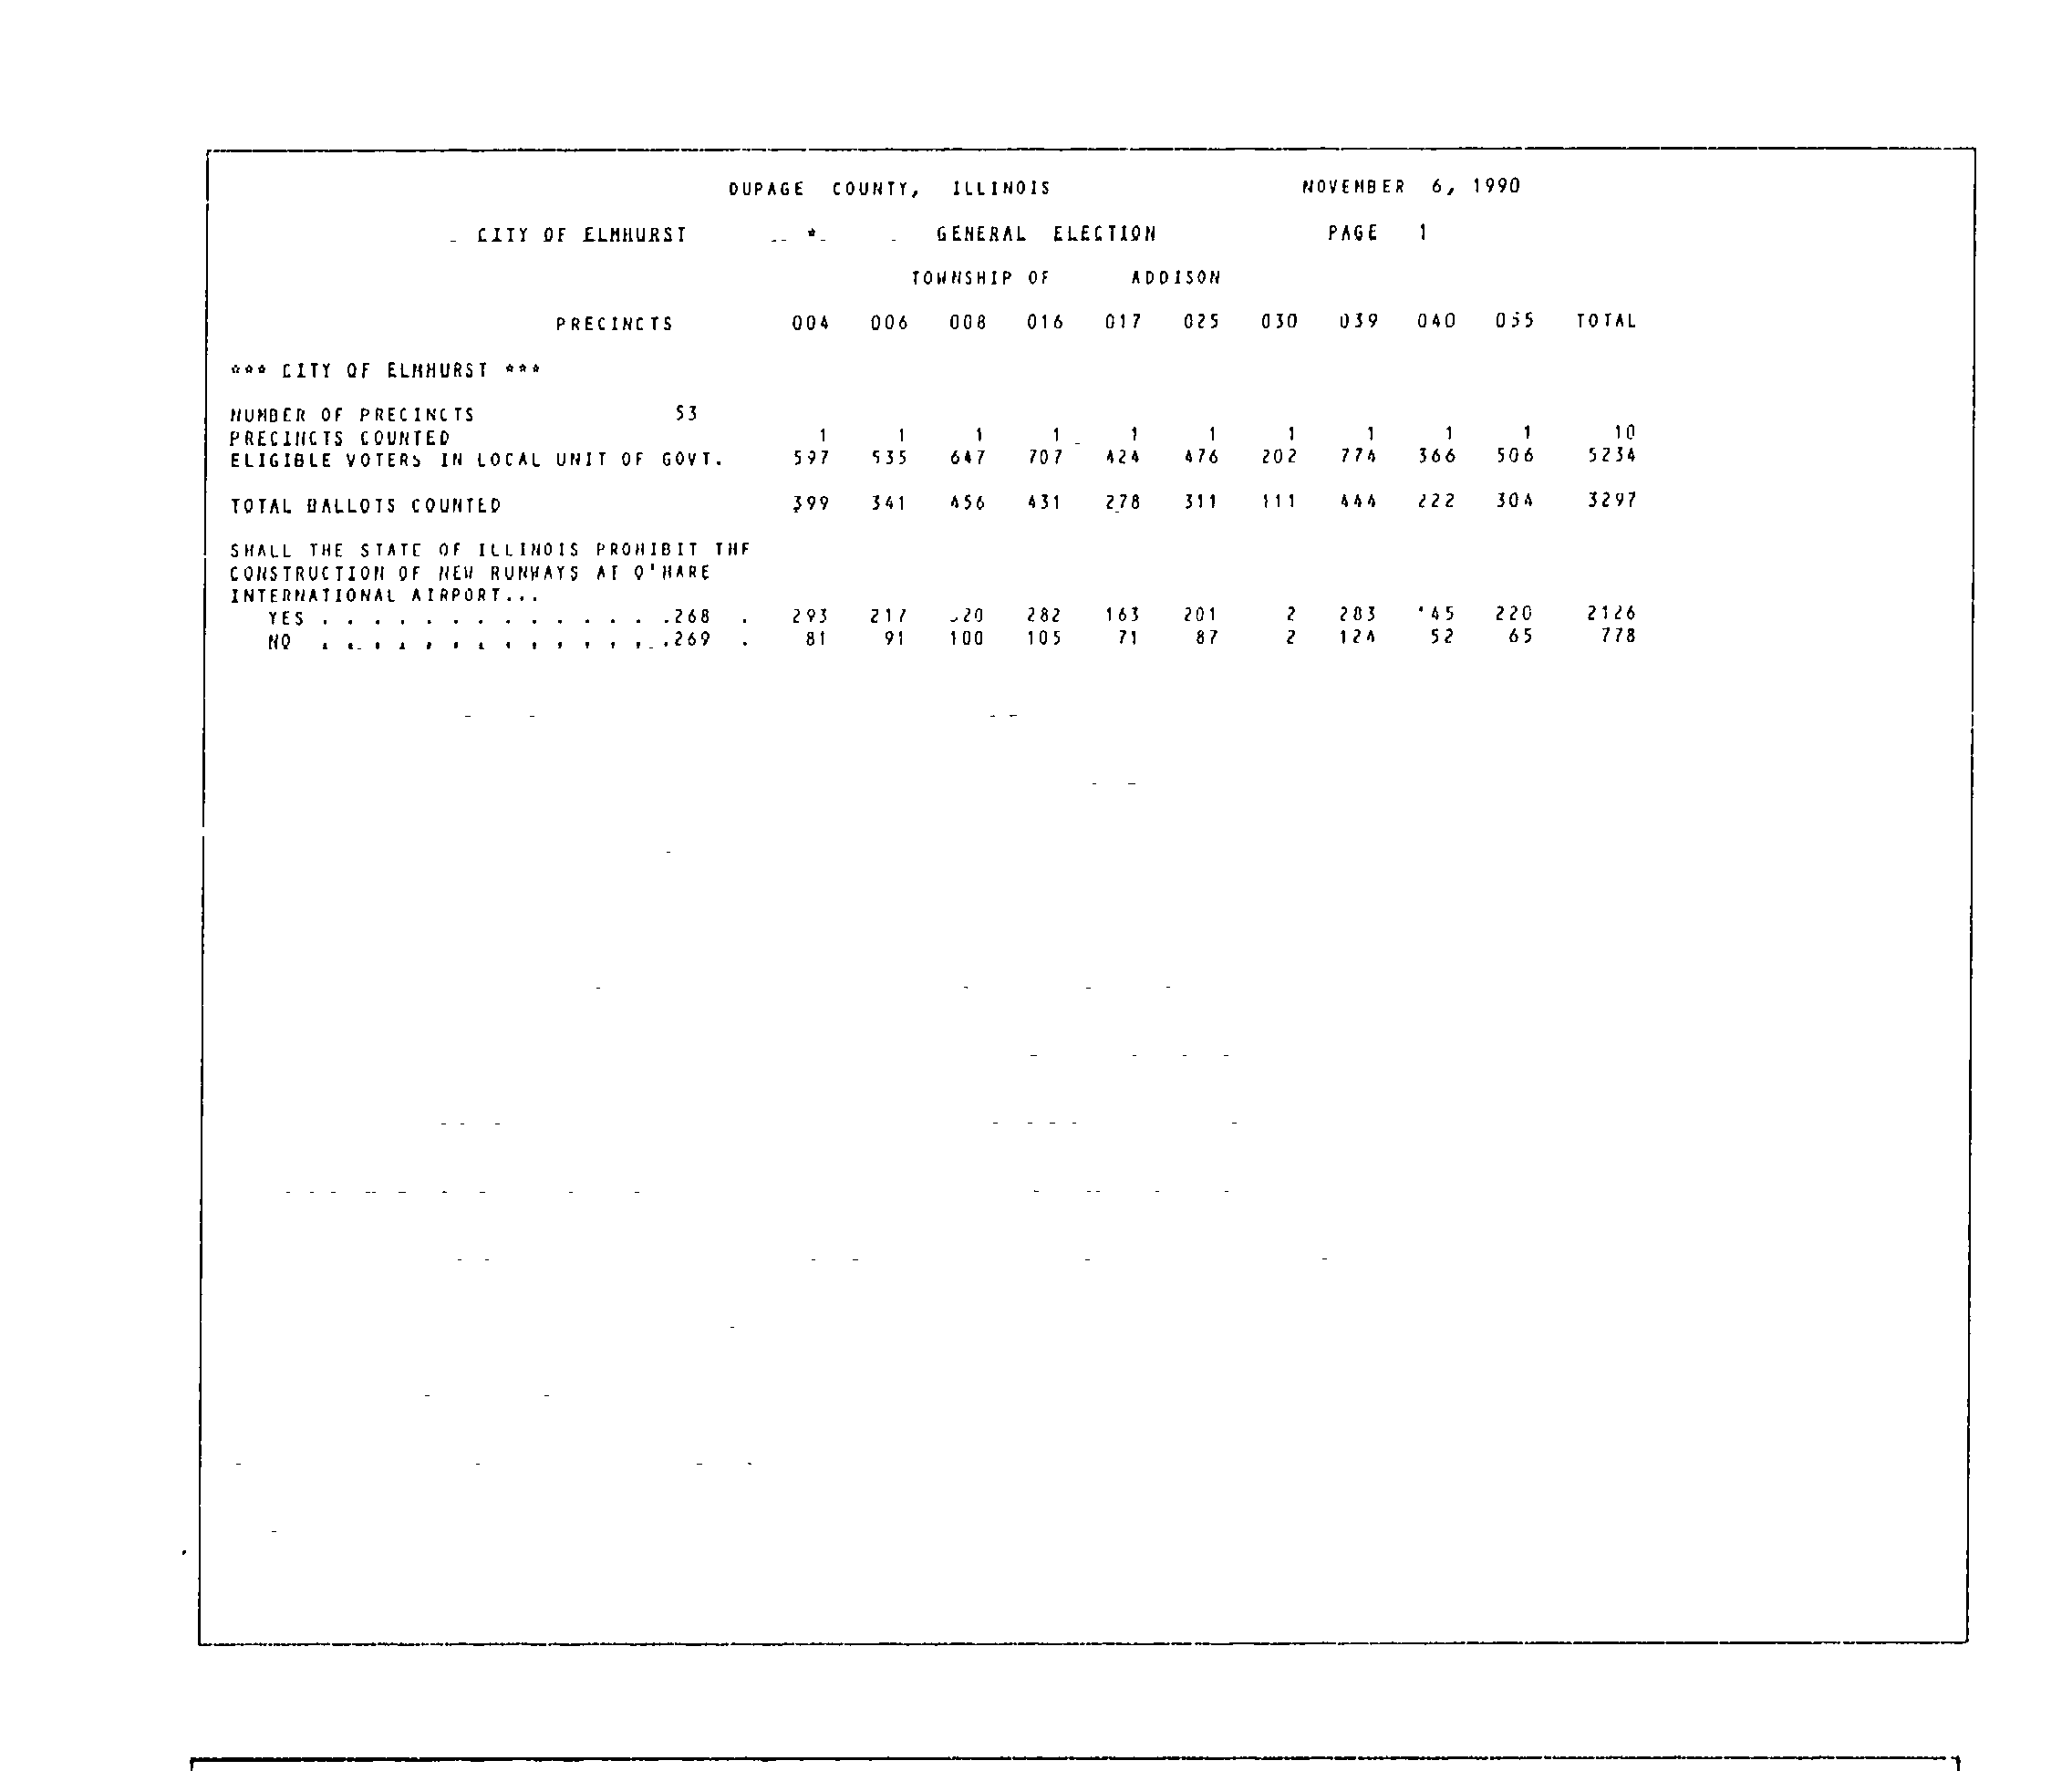 DUPAGE COUNTY, ILLINOIS NOVEMBER 6, 1990
CITY OF ELMHURST * GENERAL ELECTION PAGE 1
TOWNSHIP OF ADDISON
PRECINCTS 004 006 008 016 017 025 030 039 040 055 TOTAL
*** CITY OF ELMHURST ***
NUMBER OF PRECINCTS 53
PRECINCTS COUNTED 1 1 1 1 1 1 1 1 1 1 10
ELIGIBLE VOTERS IN LOCAL UNIT OF GOVT. 597 535 647 707 424 476 202 774 366 506 5234
TOTAL BALLOTS COUNTED 399 341 456 431 278 311 111 444 222 304 3297
SHALL THE STATE OF ILLINOIS PROHIBIT THE
CONSTRUCTION OF NEW RUNWAYS AT O'HARE
INTERNATIONAL AIRPORT...
YES . . . . . . . . . . . . . .268 . 293 217 282 163 201 2 283 220 2126
NO . . . . . . . . . . . . . .269 . 81 91 100 105 71 87 2 124 52 65 778